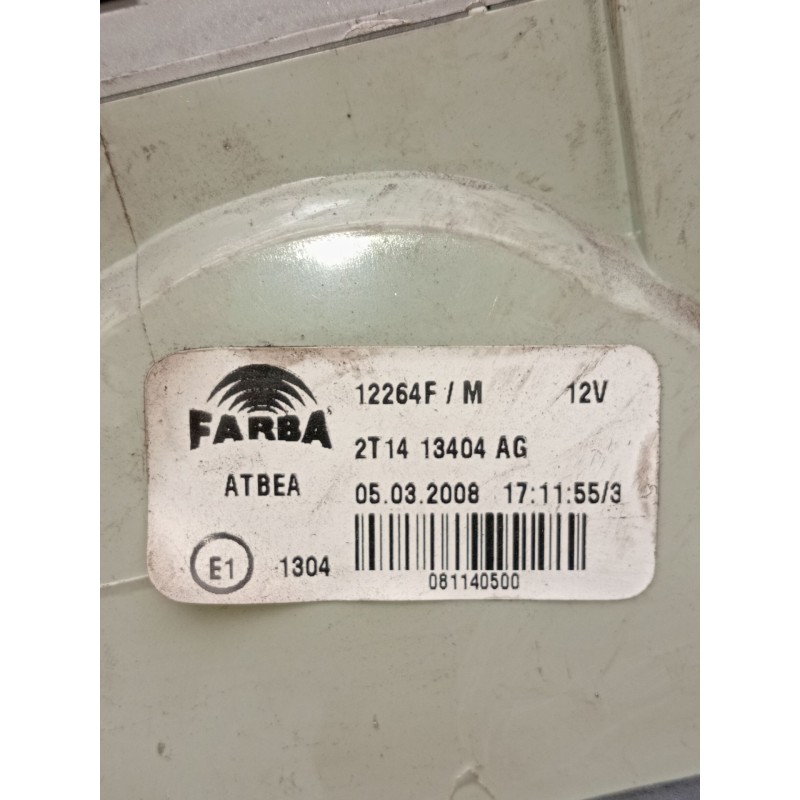 FARBA
12264F / M 12V
2T14 13404 AG
ATBEA 05.03.2008 17:11:55/3
E1 1304
081140500